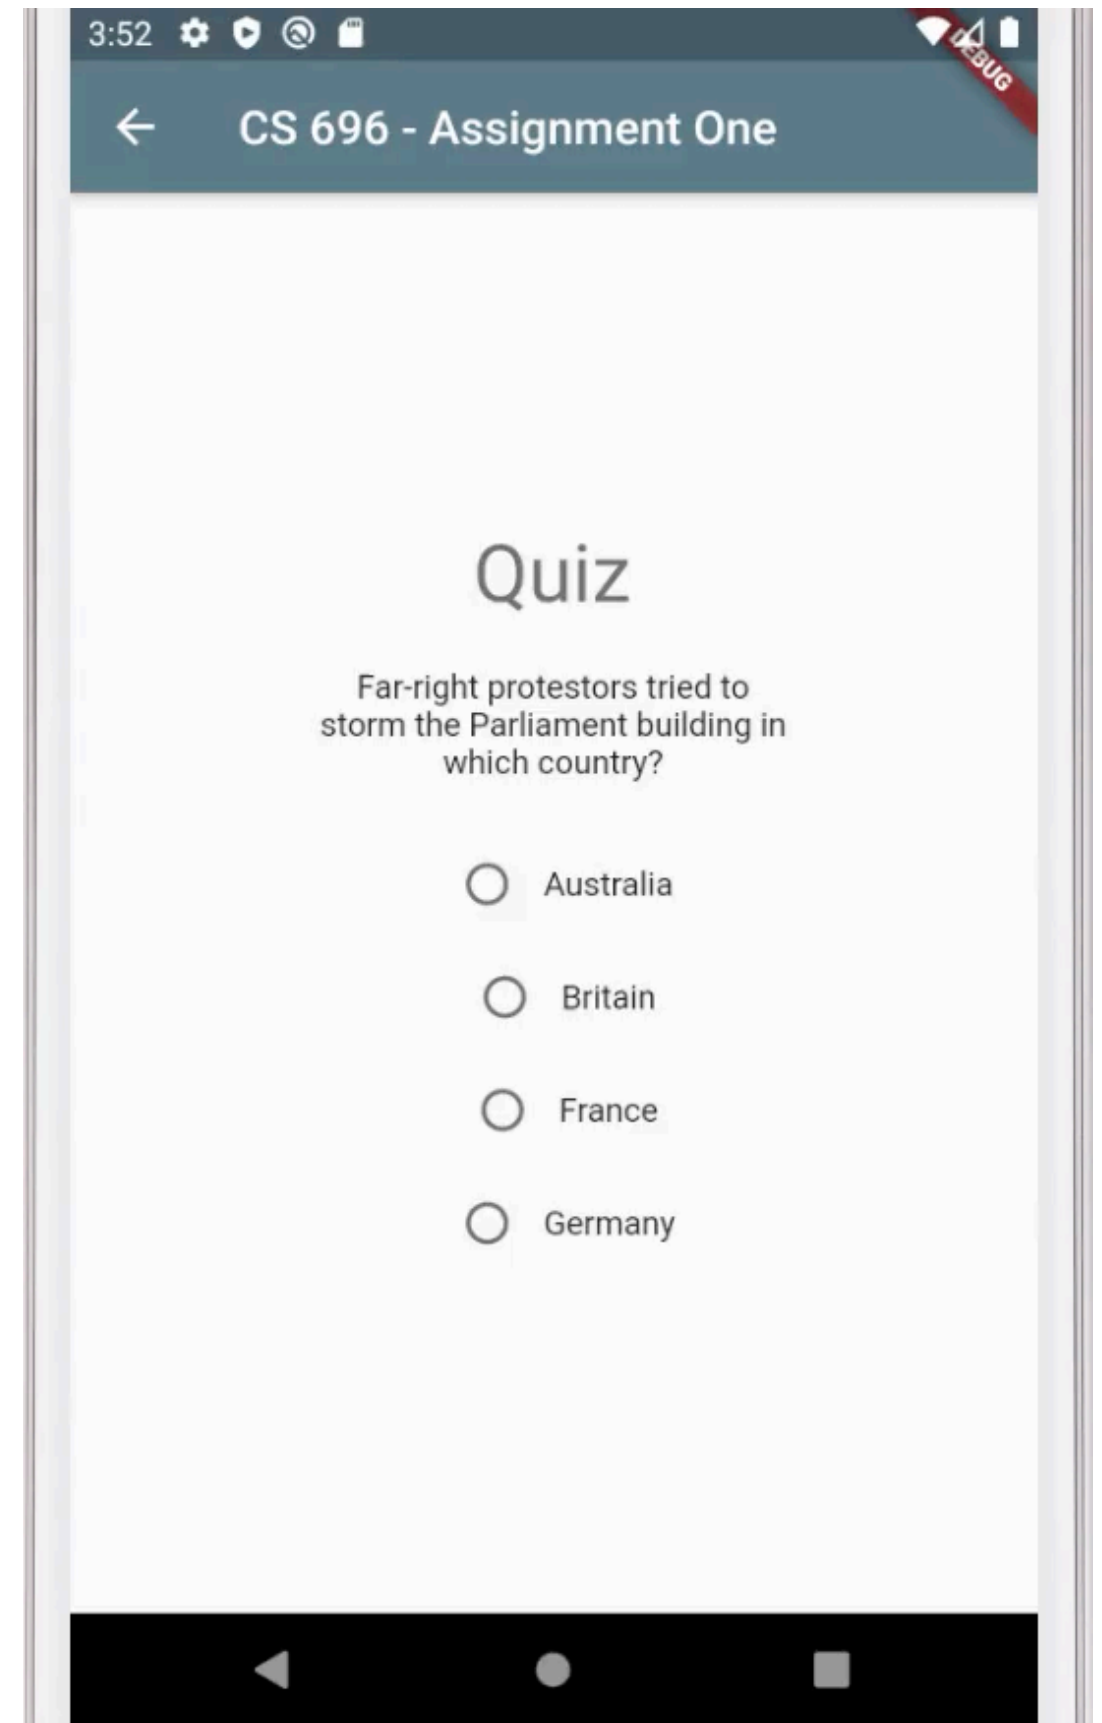 3:52
DEBUG
CS 696 - Assignment One
Quiz
Far-right protestors tried to
storm the Parliament building in
which country?
Australia
Britain
France
Germany